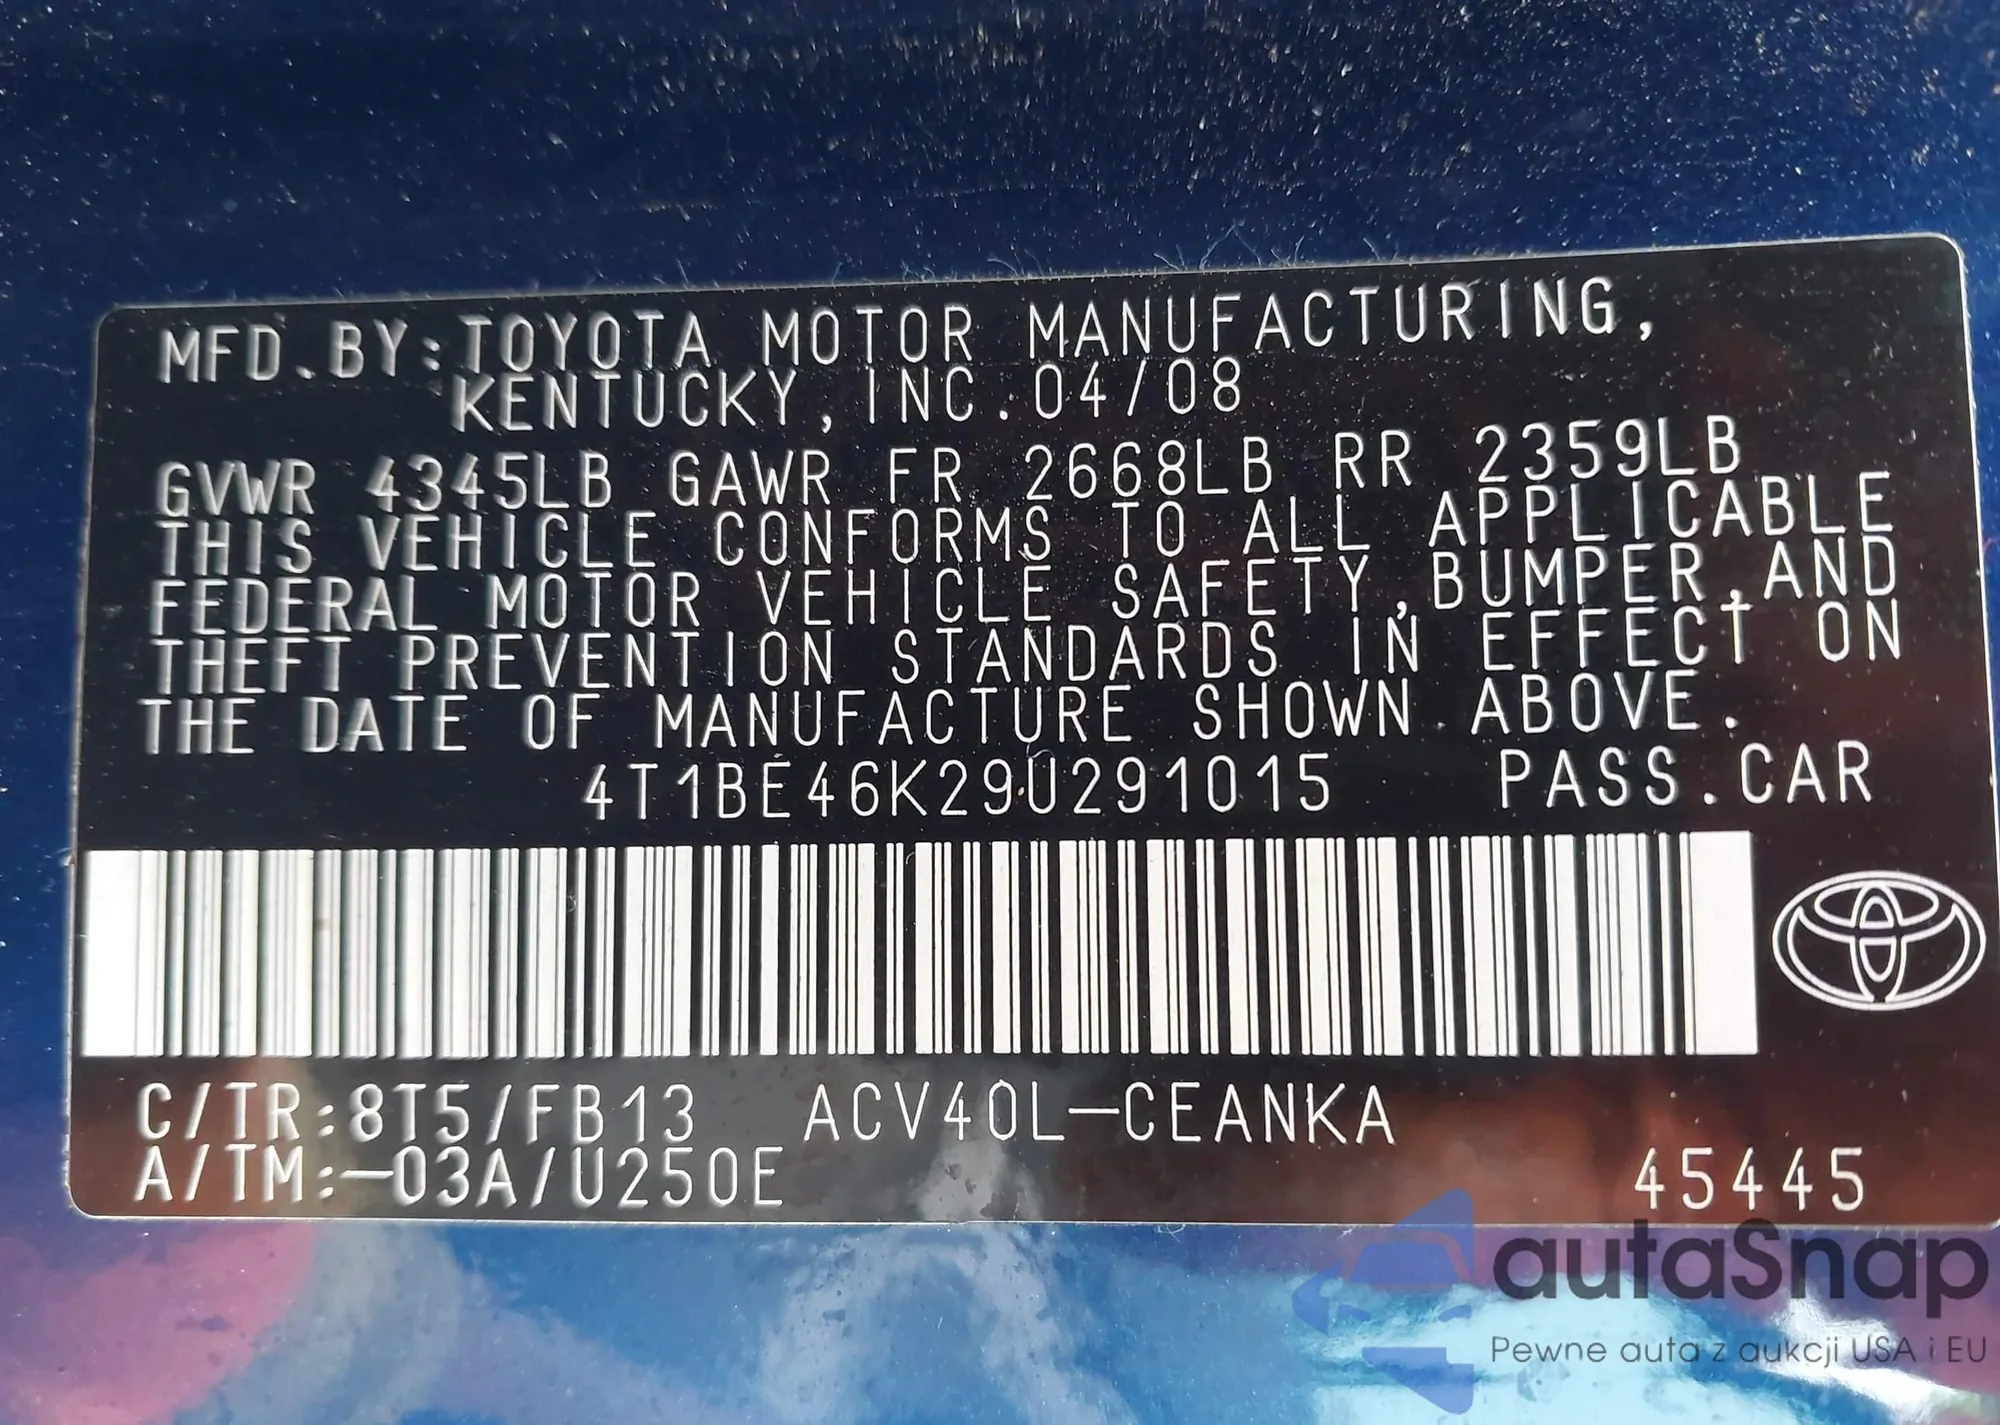 MFD.BY:TOYOTA MOTOR MANUFACTURING,
KENTUCKY, INC. 04/08
GVWR 4345LB GAWR FR 2668LB RR 2359LB
THIS VEHICLE CONFORMS TO ALL APPLICABLE
FEDERAL MOTOR VEHICLE SAFETY,BUMPER,AND
THEFT PREVENTION STANDARDS IN EFFECT ON
THE DATE OF MANUFACTURE SHOWN ABOVE.
4T1BE46K29U291015 PASS.CAR
C/TR:8T5/FB13 ACV40L-CEANKA
A/TM:-03A/U250E 45445
autaSnap
Pewne auta z aukcji USA i EU